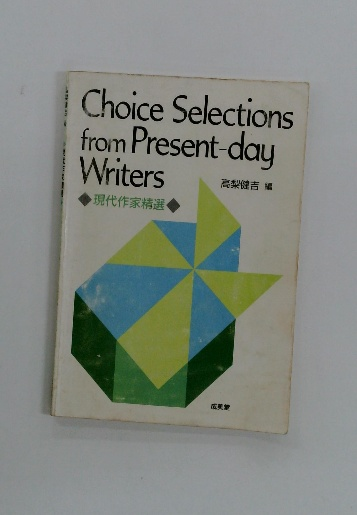 Choice Selections
from Present-day
Writers
高梨健吉 編
◆現代作家精選◆
成美堂